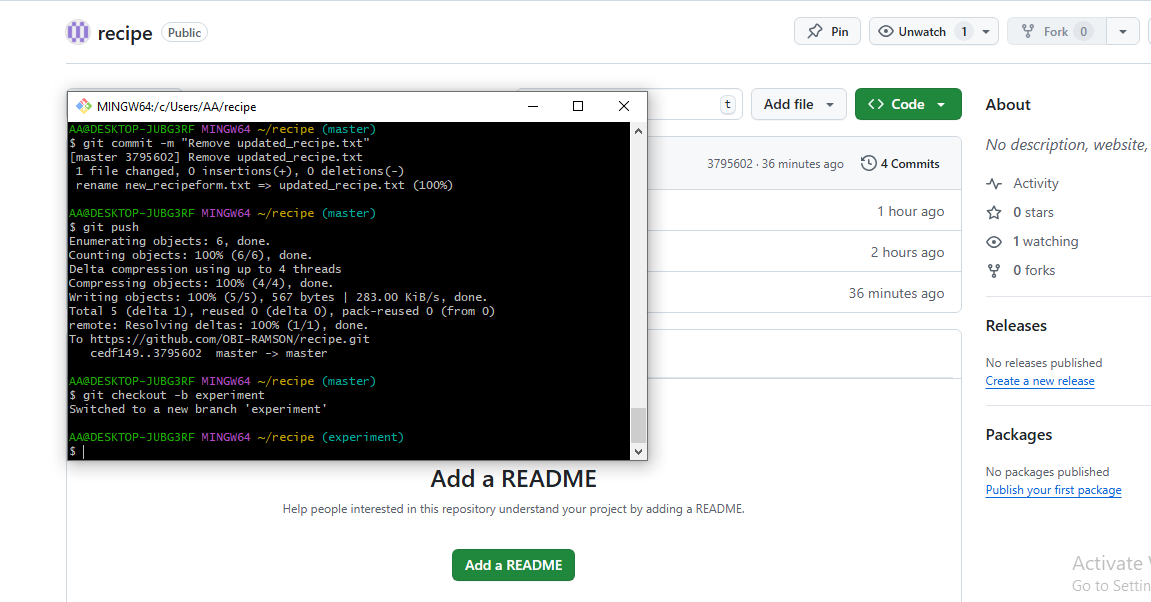 recipe Public
Pin Unwatch 1 Fork 0
MINGW64:/c/Users/AA/recipe
AA@DESKTOP-JUBG3RF MINGW64 ~/recipe (master)
$ git commit -m "Remove updated_recipe.txt"
[master 3795602] Remove updated_recipe.txt
1 file changed, 0 insertions(+), 0 deletions(-)
rename new_recipeform.txt => updated_recipe.txt (100%)
AA@DESKTOP-JUBG3RF MINGW64 ~/recipe (master)
$ git push
Enumerating objects: 6, done.
Counting objects: 100% (6/6), done.
Delta compression using up to 4 threads
Compressing objects: 100% (4/4), done.
Writing objects: 100% (5/5), 567 bytes | 283.00 KiB/s, done.
Total 5 (delta 1), reused 0 (delta 0), pack-reused 0 (from 0)
remote: Resolving deltas: 100% (1/1), done.
To https://github.com/OBI-RAMSON/recipe.git
cedf149..3795602  master -> master
AA@DESKTOP-JUBG3RF MINGW64 ~/recipe (master)
$ git checkout -b experiment
Switched to a new branch 'experiment'
AA@DESKTOP-JUBG3RF MINGW64 ~/recipe (experiment)
$
t Add file Code
3795602 · 36 minutes ago 4 Commits
1 hour ago
2 hours ago
36 minutes ago
Add a README
Help people interested in this repository understand your project by adding a README.
Add a README
About
No description, website,
Activity
0 stars
1 watching
0 forks
Releases
No releases published
Create a new release
Packages
No packages published
Publish your first package
Activate
Go to Settin